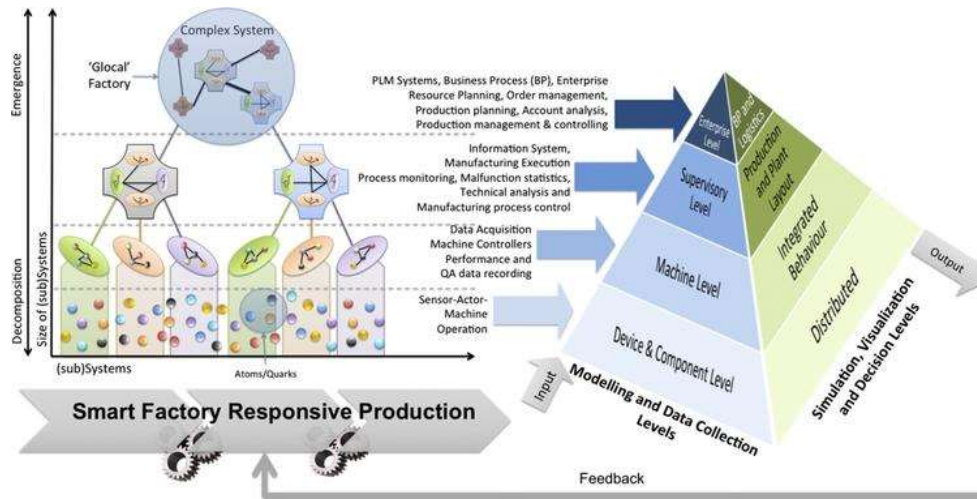 Emergence
Decomposition
Size of (sub)Systems
Complex System
'Glocal'
Factory
(sub)Systems
Atoms/Quarks
PLM Systems, Business Process (BP), Enterprise
Resource Planning, Order management,
Production planning, Account analysis,
Production management & controlling
Information System,
Manufacturing Execution
Process monitoring, Malfunction statistics,
Technical analysis and
Manufacturing process control
Data Acquisition
Machine Controllers
Performance and
QA data recording
Sensor-Actor-
Machine
Operation
Enterprise
Level
Supervisory
Level
Machine Level
Device & Component Level
BP and
Logistics
Production
and Plant
Layout
Integrated
Behaviour
Distributed
Input
Output
Modelling and Data Collection
Levels
Simulation, Visualization
and Decision Levels
Smart Factory Responsive Production
Feedback